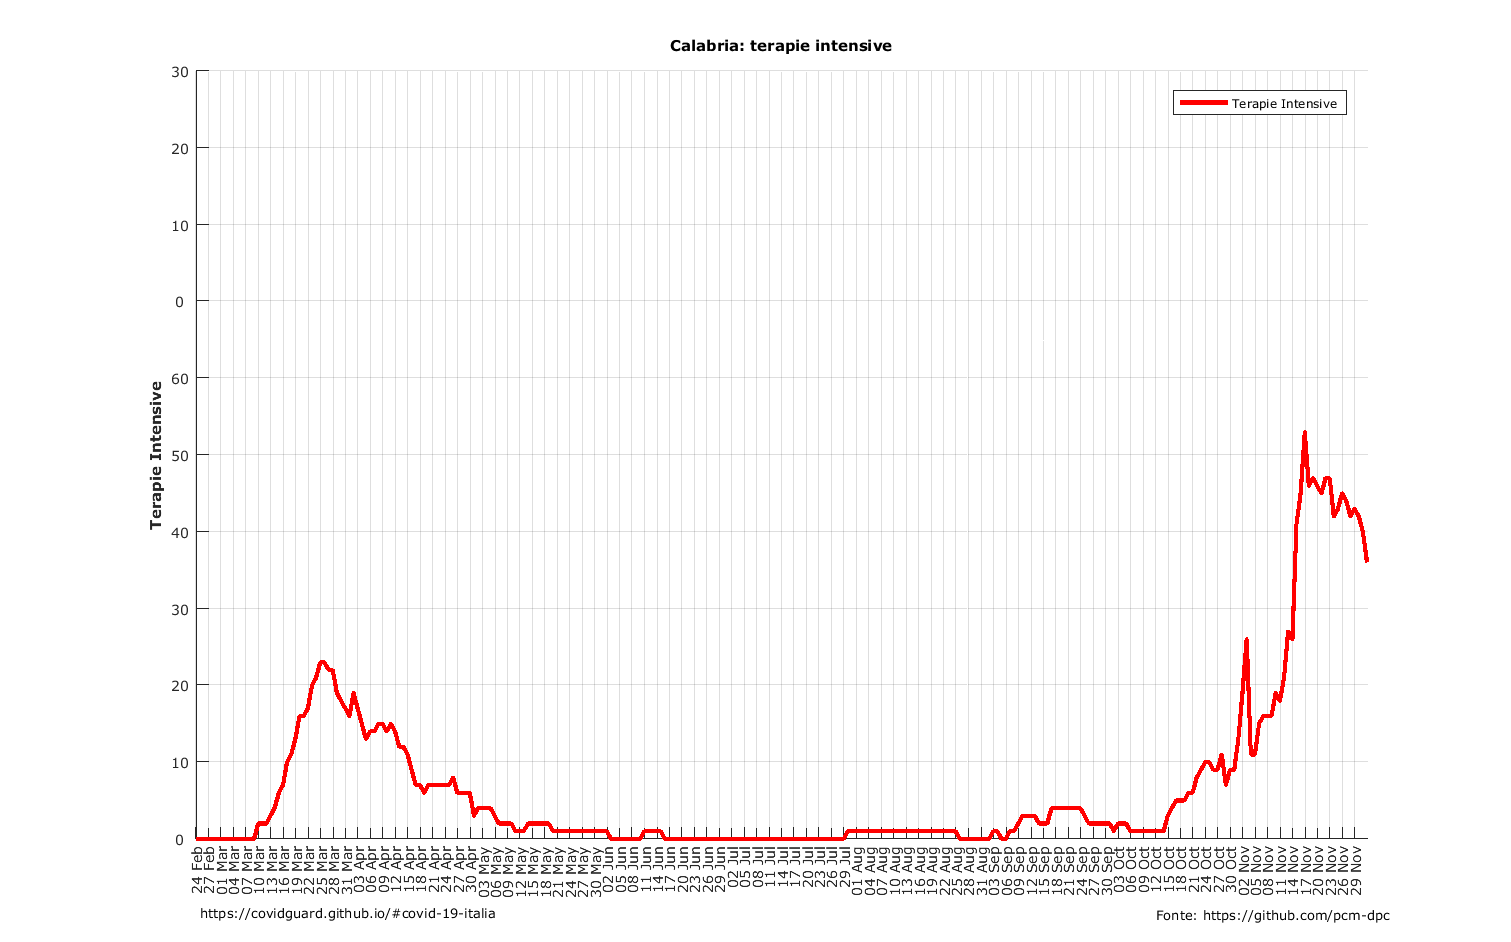 Calabria: terapie intensive
Terapie Intensive
30
20
10
0
60
50
40
30
20
10
0
Terapie Intensive
24 Feb
27 Feb
01 Mar
04 Mar
07 Mar
10 Mar
13 Mar
16 Mar
19 Mar
22 Mar
25 Mar
28 Mar
31 Mar
03 Apr
06 Apr
09 Apr
12 Apr
15 Apr
18 Apr
21 Apr
24 Apr
27 Apr
30 Apr
03 May
06 May
09 May
12 May
15 May
18 May
21 May
24 May
27 May
30 May
02 Jun
05 Jun
08 Jun
11 Jun
14 Jun
17 Jun
20 Jun
23 Jun
26 Jun
29 Jun
02 Jul
05 Jul
08 Jul
11 Jul
14 Jul
17 Jul
20 Jul
23 Jul
26 Jul
29 Jul
01 Aug
04 Aug
07 Aug
10 Aug
13 Aug
16 Aug
19 Aug
22 Aug
25 Aug
28 Aug
31 Aug
03 Sep
06 Sep
09 Sep
12 Sep
15 Sep
18 Sep
21 Sep
24 Sep
27 Sep
30 Sep
03 Oct
06 Oct
09 Oct
12 Oct
15 Oct
18 Oct
21 Oct
24 Oct
27 Oct
30 Oct
02 Nov
05 Nov
08 Nov
11 Nov
14 Nov
17 Nov
20 Nov
23 Nov
26 Nov
29 Nov
https://covidguard.github.io/#covid-19-italia
Fonte: https://github.com/pcm-dpc